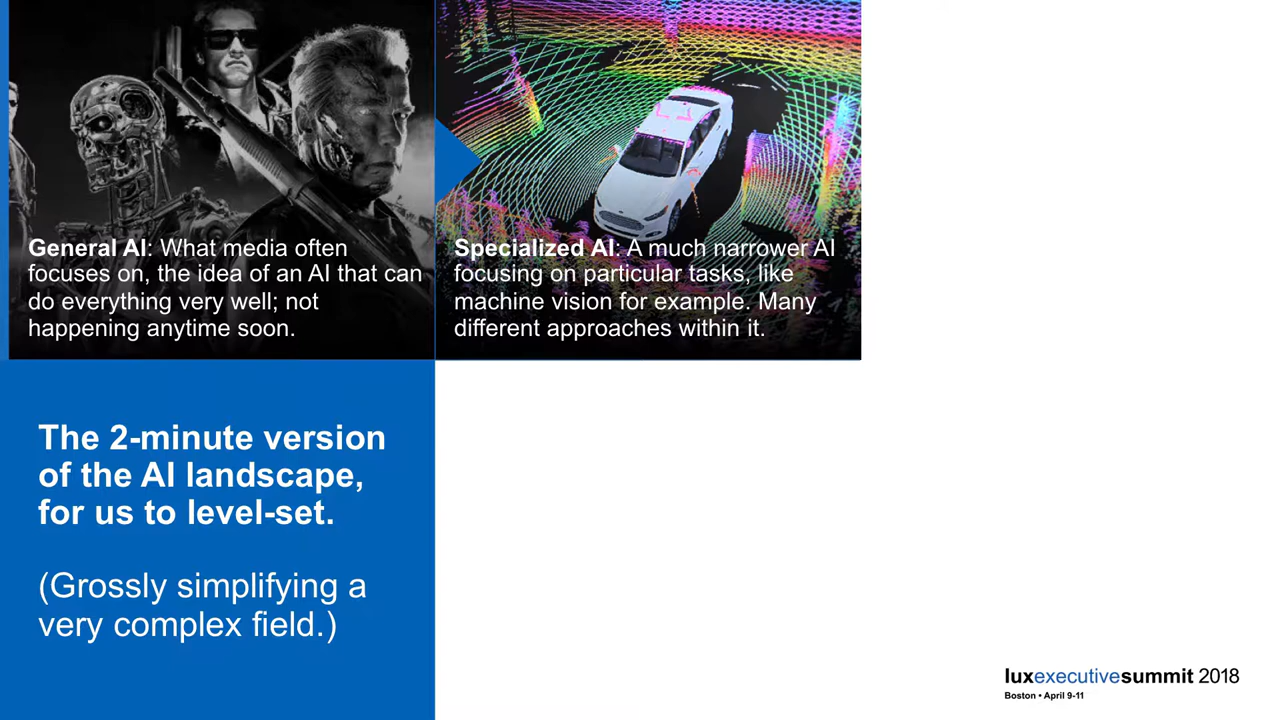 General AI: What media often
focuses on, the idea of an AI that can
do everything very well; not
happening anytime soon.
Specialized AI: A much narrower AI
focusing on particular tasks, like
machine vision for example. Many
different approaches within it.
The 2-minute version
of the AI landscape,
for us to level-set.
(Grossly simplifying a
very complex field.)
luxexecutivesummit 2018
Boston • April 9-11